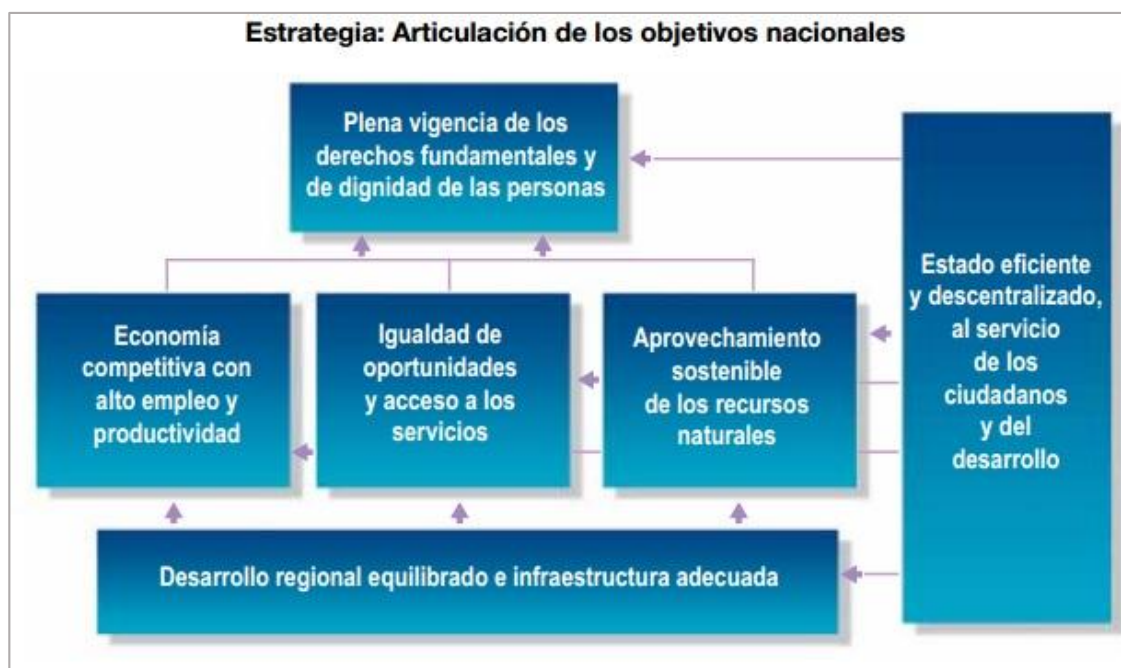 Estrategia: Articulación de los objetivos nacionales
Plena vigencia de los
derechos fundamentales y
de dignidad de las personas
Economía
competitiva con
alto empleo y
productividad
Igualdad de
oportunidades
y acceso a los
servicios
Aprovechamiento
sostenible
de los recursos
naturales
Estado eficiente
y descentralizado,
al servicio
de los
ciudadanos
y del
desarrollo
Desarrollo regional equilibrado e infraestructura adecuada